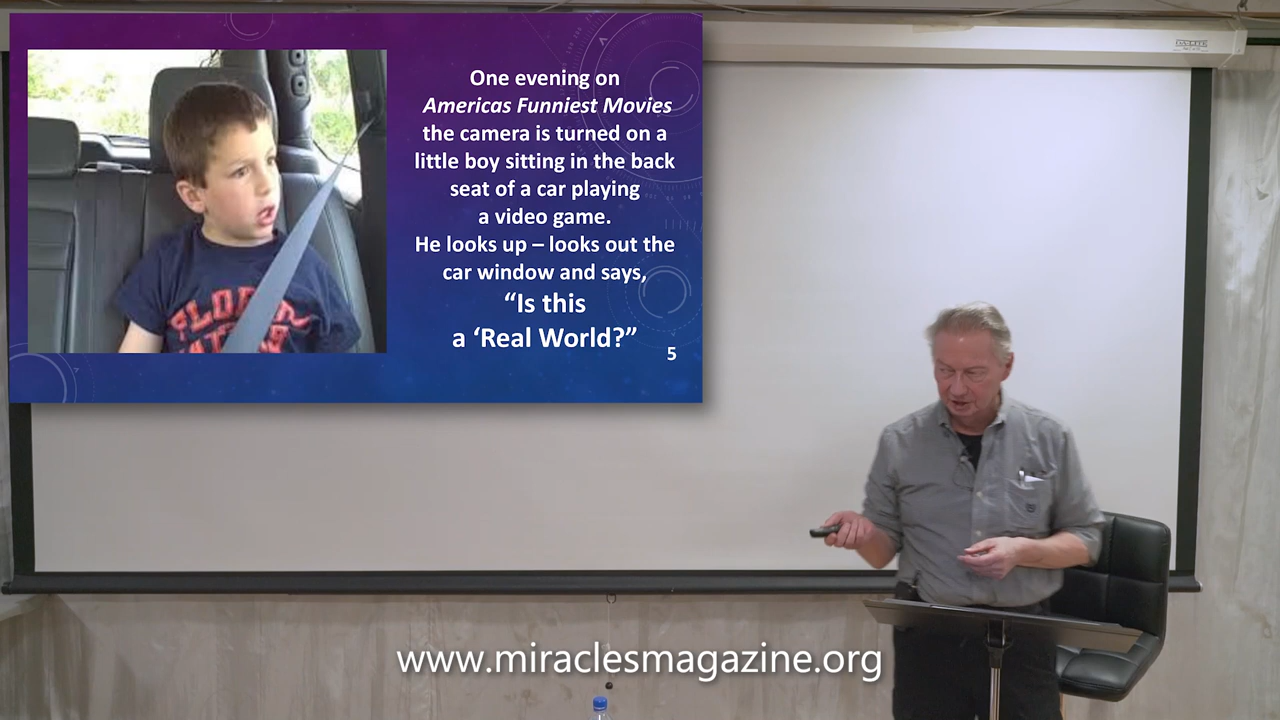 One evening on
Americas Funniest Movies
the camera is turned on a
little boy sitting in the back
seat of a car playing
a video game.
He looks up – looks out the
car window and says,
“Is this
a ‘Real World?”
5
www.miraclesmagazine.org